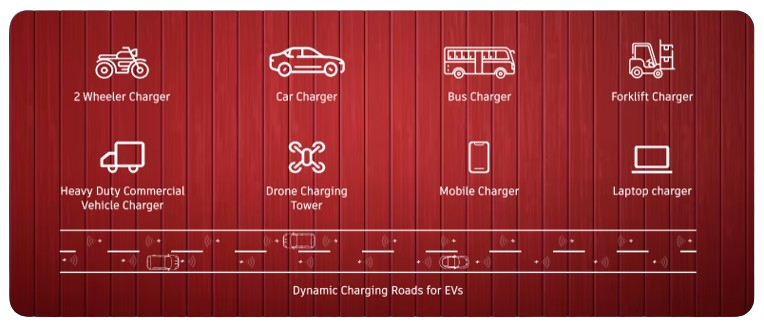 2 Wheeler Charger
Car Charger
Bus Charger
Forklift Charger
Heavy Duty Commercial
Vehicle Charger
Drone Charging
Tower
Mobile Charger
Laptop charger
Dynamic Charging Roads for EVs